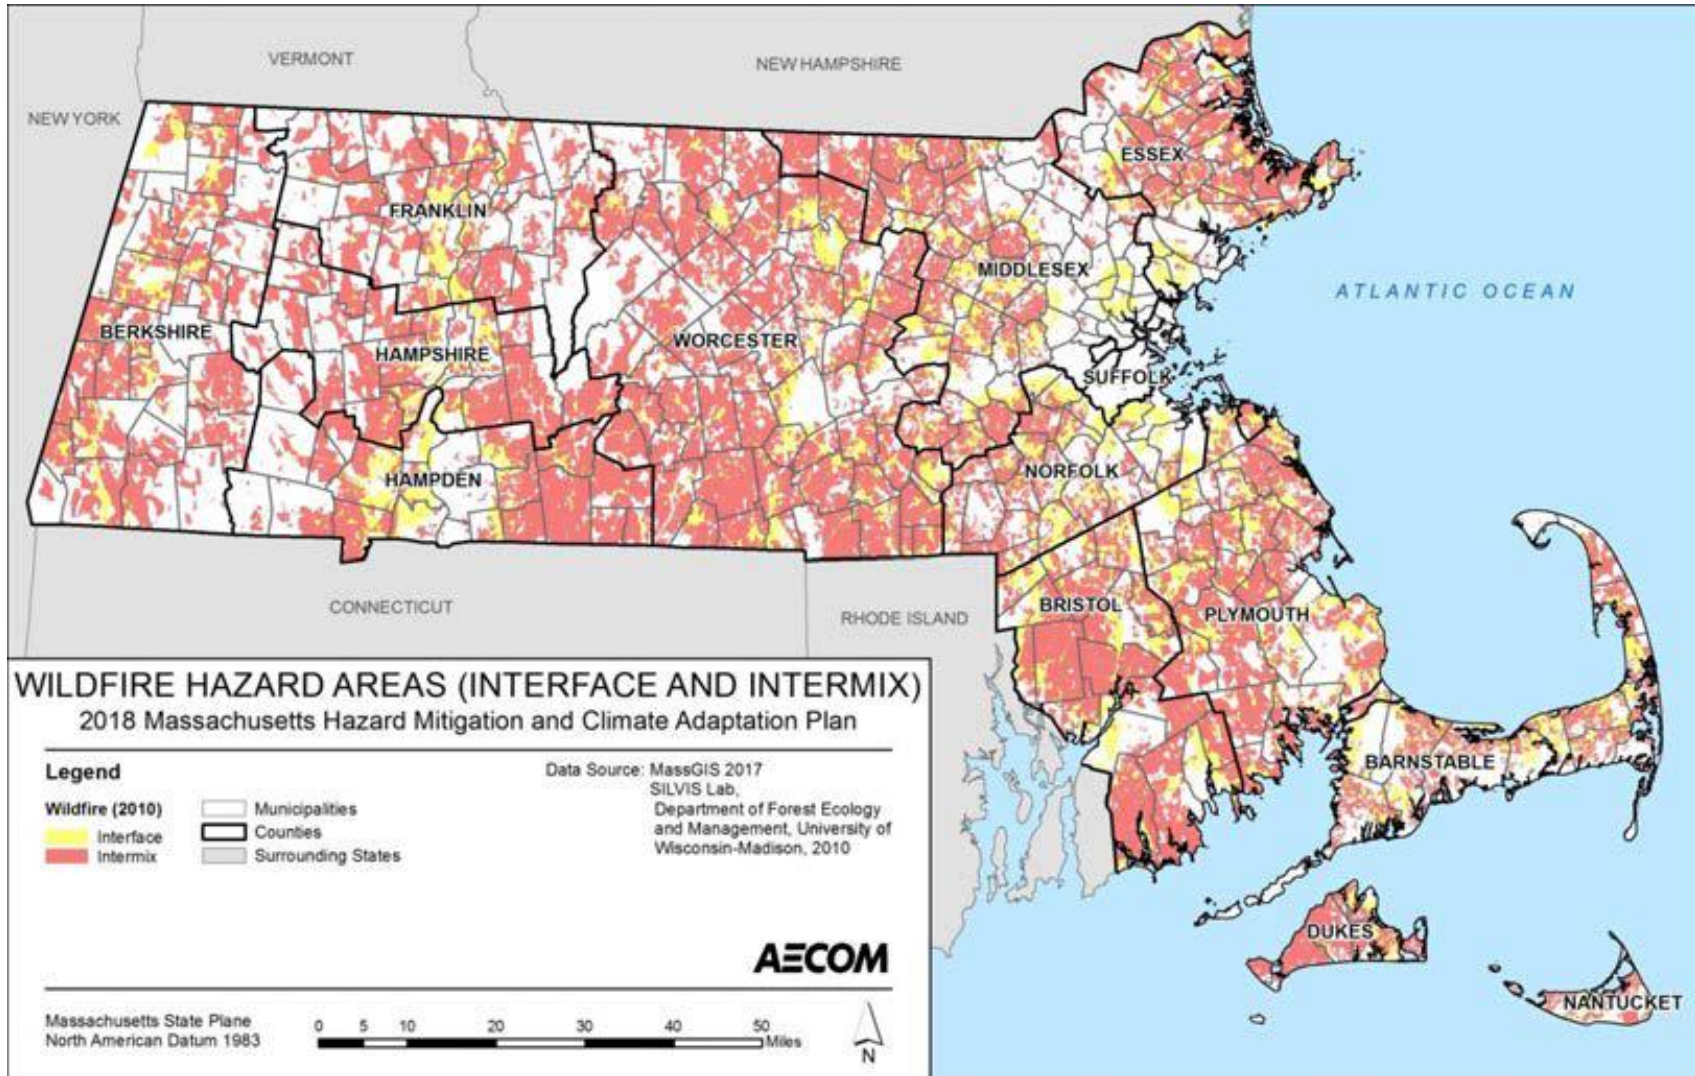 VERMONT
NEW HAMPSHIRE
NEW YORK
ESSEX
FRANKLIN
MIDDLESEX
ATLANTIC OCEAN
BERKSHIRE
HAMPSHIRE
WORCESTER
SUFFOLK
HAMPDEN
NORFOLK
CONNECTICUT
RHODE ISLAND
BRISTOL
PLYMOUTH
BARNSTABLE
DUKES
NANTUCKET
WILDFIRE HAZARD AREAS (INTERFACE AND INTERMIX)
2018 Massachusetts Hazard Mitigation and Climate Adaptation Plan
Legend
Wildfire (2010)
Interface
Intermix
Municipalities
Counties
Surrounding States
Data Source: MassGIS 2017
SILVIS Lab,
Department of Forest Ecology
and Management, University of
Wisconsin-Madison, 2010
AECOM
Massachusetts State Plane
North American Datum 1983
0 5 10 20 30 40 50 Miles
N